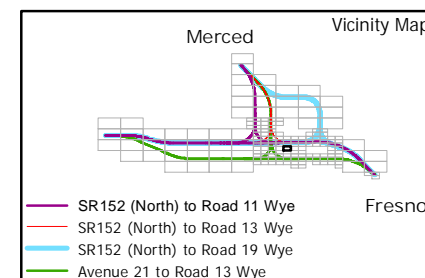 Vicinity Map
Merced
Fresno
SR152 (North) to Road 11 Wye
SR152 (North) to Road 13 Wye
SR152 (North) to Road 19 Wye
Avenue 21 to Road 13 Wye